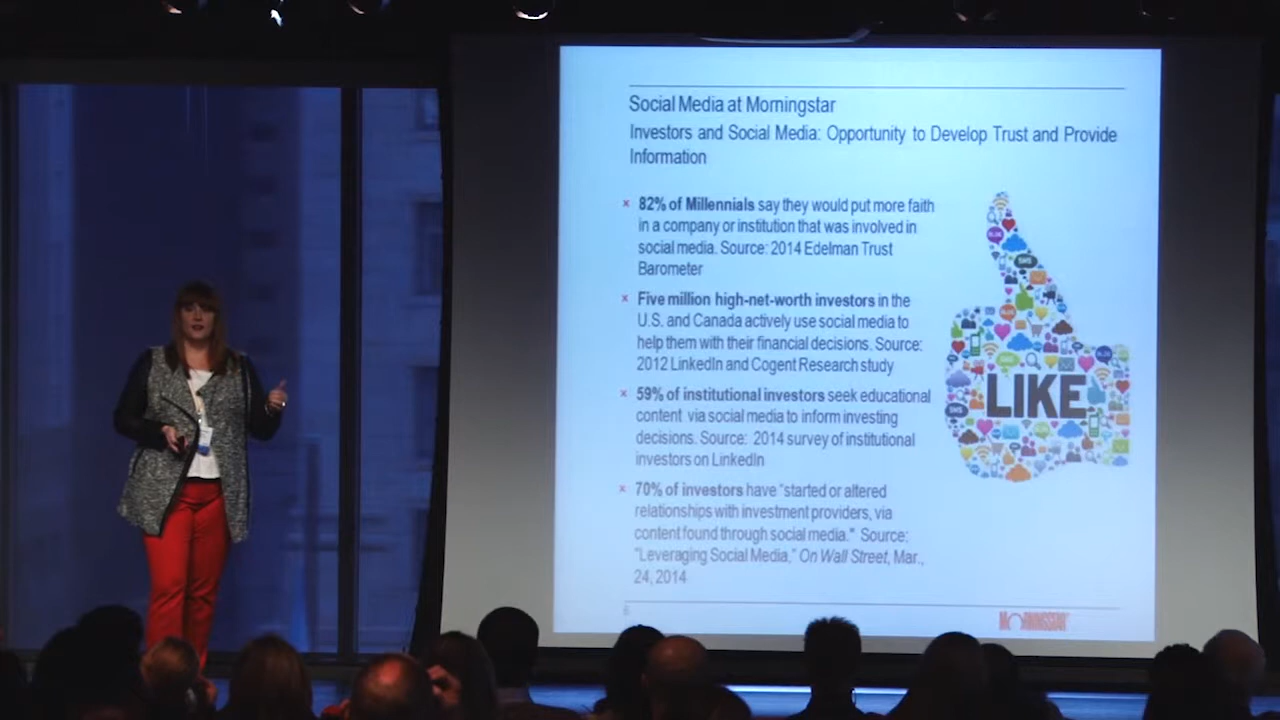 Social Media at Morningstar
Investors and Social Media: Opportunity to Develop Trust and Provide
Information
× 82% of Millennials say they would put more faith
in a company or institution that was involved in
social media. Source: 2014 Edelman Trust
Barometer
× Five million high-net-worth investors in the
U.S. and Canada actively use social media to
help them with their financial decisions. Source:
2012 LinkedIn and Cogent Research study
× 59% of institutional investors seek educational
content via social media to inform investing
decisions. Source: 2014 survey of institutional
investors on LinkedIn
× 70% of investors have “started or altered
relationships with investment providers, via
content found through social media." Source:
"Leveraging Social Media," On Wall Street, Mar.,
24, 2014
BLOG
SMS
LIKE
SMS
6
MORNINGSTAR